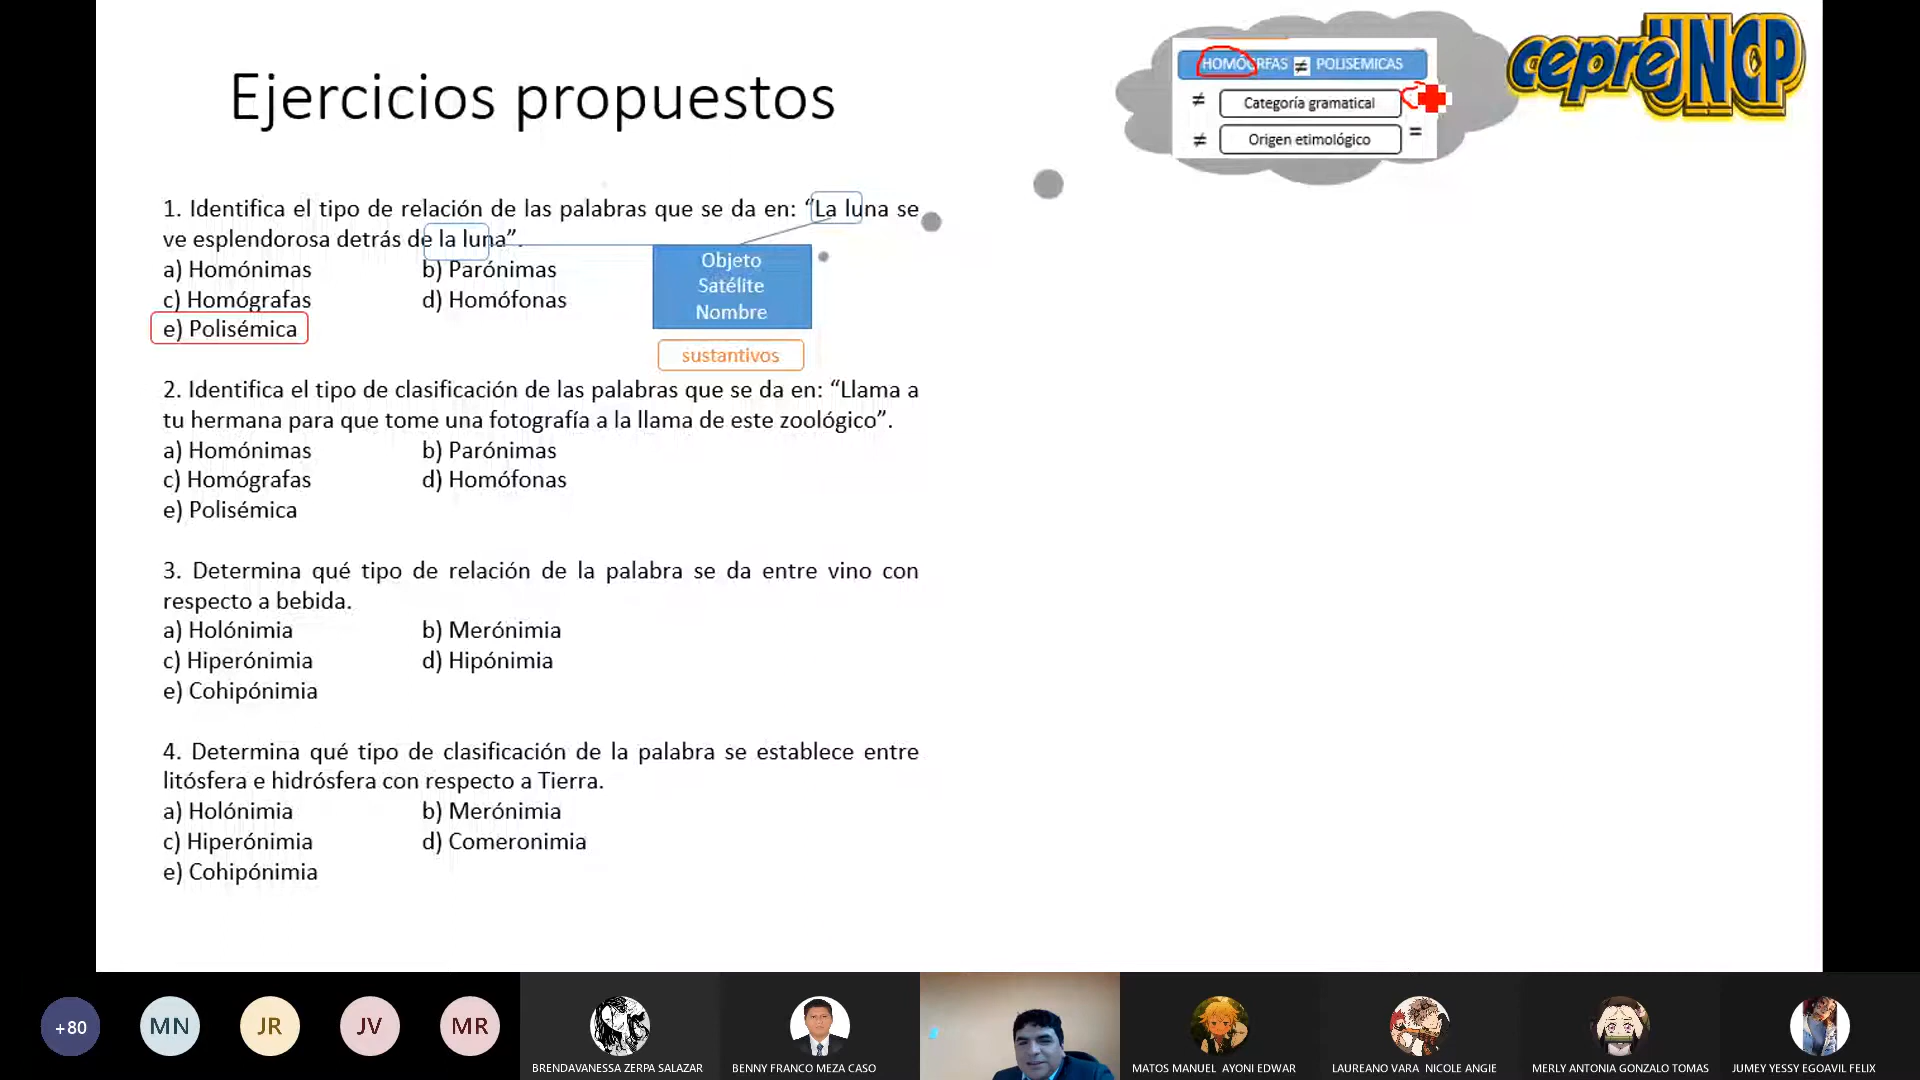 Ejercicios propuestos
HOMÓGRFAS ≠ POLISEMICAS
≠ Categoría gramatical
≠ Origen etimológico =
cepreUNCP
1. Identifica el tipo de relación de las palabras que se da en: “La luna se
ve esplendorosa detrás de la luna”.
a) Homónimas b) Parónimas
c) Homógrafas d) Homófonas
e) Polisémica
Objeto
Satélite
Nombre
sustantivos
2. Identifica el tipo de clasificación de las palabras que se da en: “Llama a
tu hermana para que tome una fotografía a la llama de este zoológico”.
a) Homónimas b) Parónimas
c) Homógrafas d) Homófonas
e) Polisémica
3. Determina qué tipo de relación de la palabra se da entre vino con
respecto a bebida.
a) Holónimia b) Merónimia
c) Hiperónimia d) Hipónimia
e) Cohipónimia
4. Determina qué tipo de clasificación de la palabra se establece entre
litósfera e hidrósfera con respecto a Tierra.
a) Holónimia b) Merónimia
c) Hiperónimia d) Comeronimia
e) Cohipónimia
+80 MN JR JV MR
BRENDAVANESSA ZERPA SALAZAR BENNY FRANCO MEZA CASO MATOS MANUEL AYONI EDWAR LAUREANO VARA NICOLE ANGIE MERLY ANTONIA GONZALO TOMAS JUMEY YESSY EGOAVIL FELIX